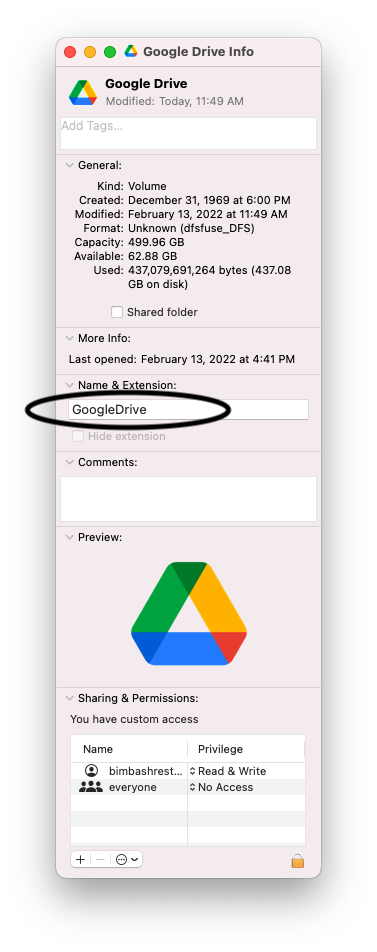 Google Drive Info
Google Drive
Modified: Today, 11:49 AM
Add Tags...
General:
Kind: Volume
Created: December 31, 1969 at 6:00 PM
Modified: February 13, 2022 at 11:49 AM
Format: Unknown (dfsfuse_DFS)
Capacity: 499.96 GB
Available: 62.88 GB
Used: 437,079,691,264 bytes (437.08
GB on disk)
Shared folder
More Info:
Last opened: February 13, 2022 at 4:41 PM
Name & Extension:
GoogleDrive
Hide extension
Comments:
Preview:
Sharing & Permissions:
You have custom access
Name Privilege
bimbashrest... Read & Write
everyone No Access